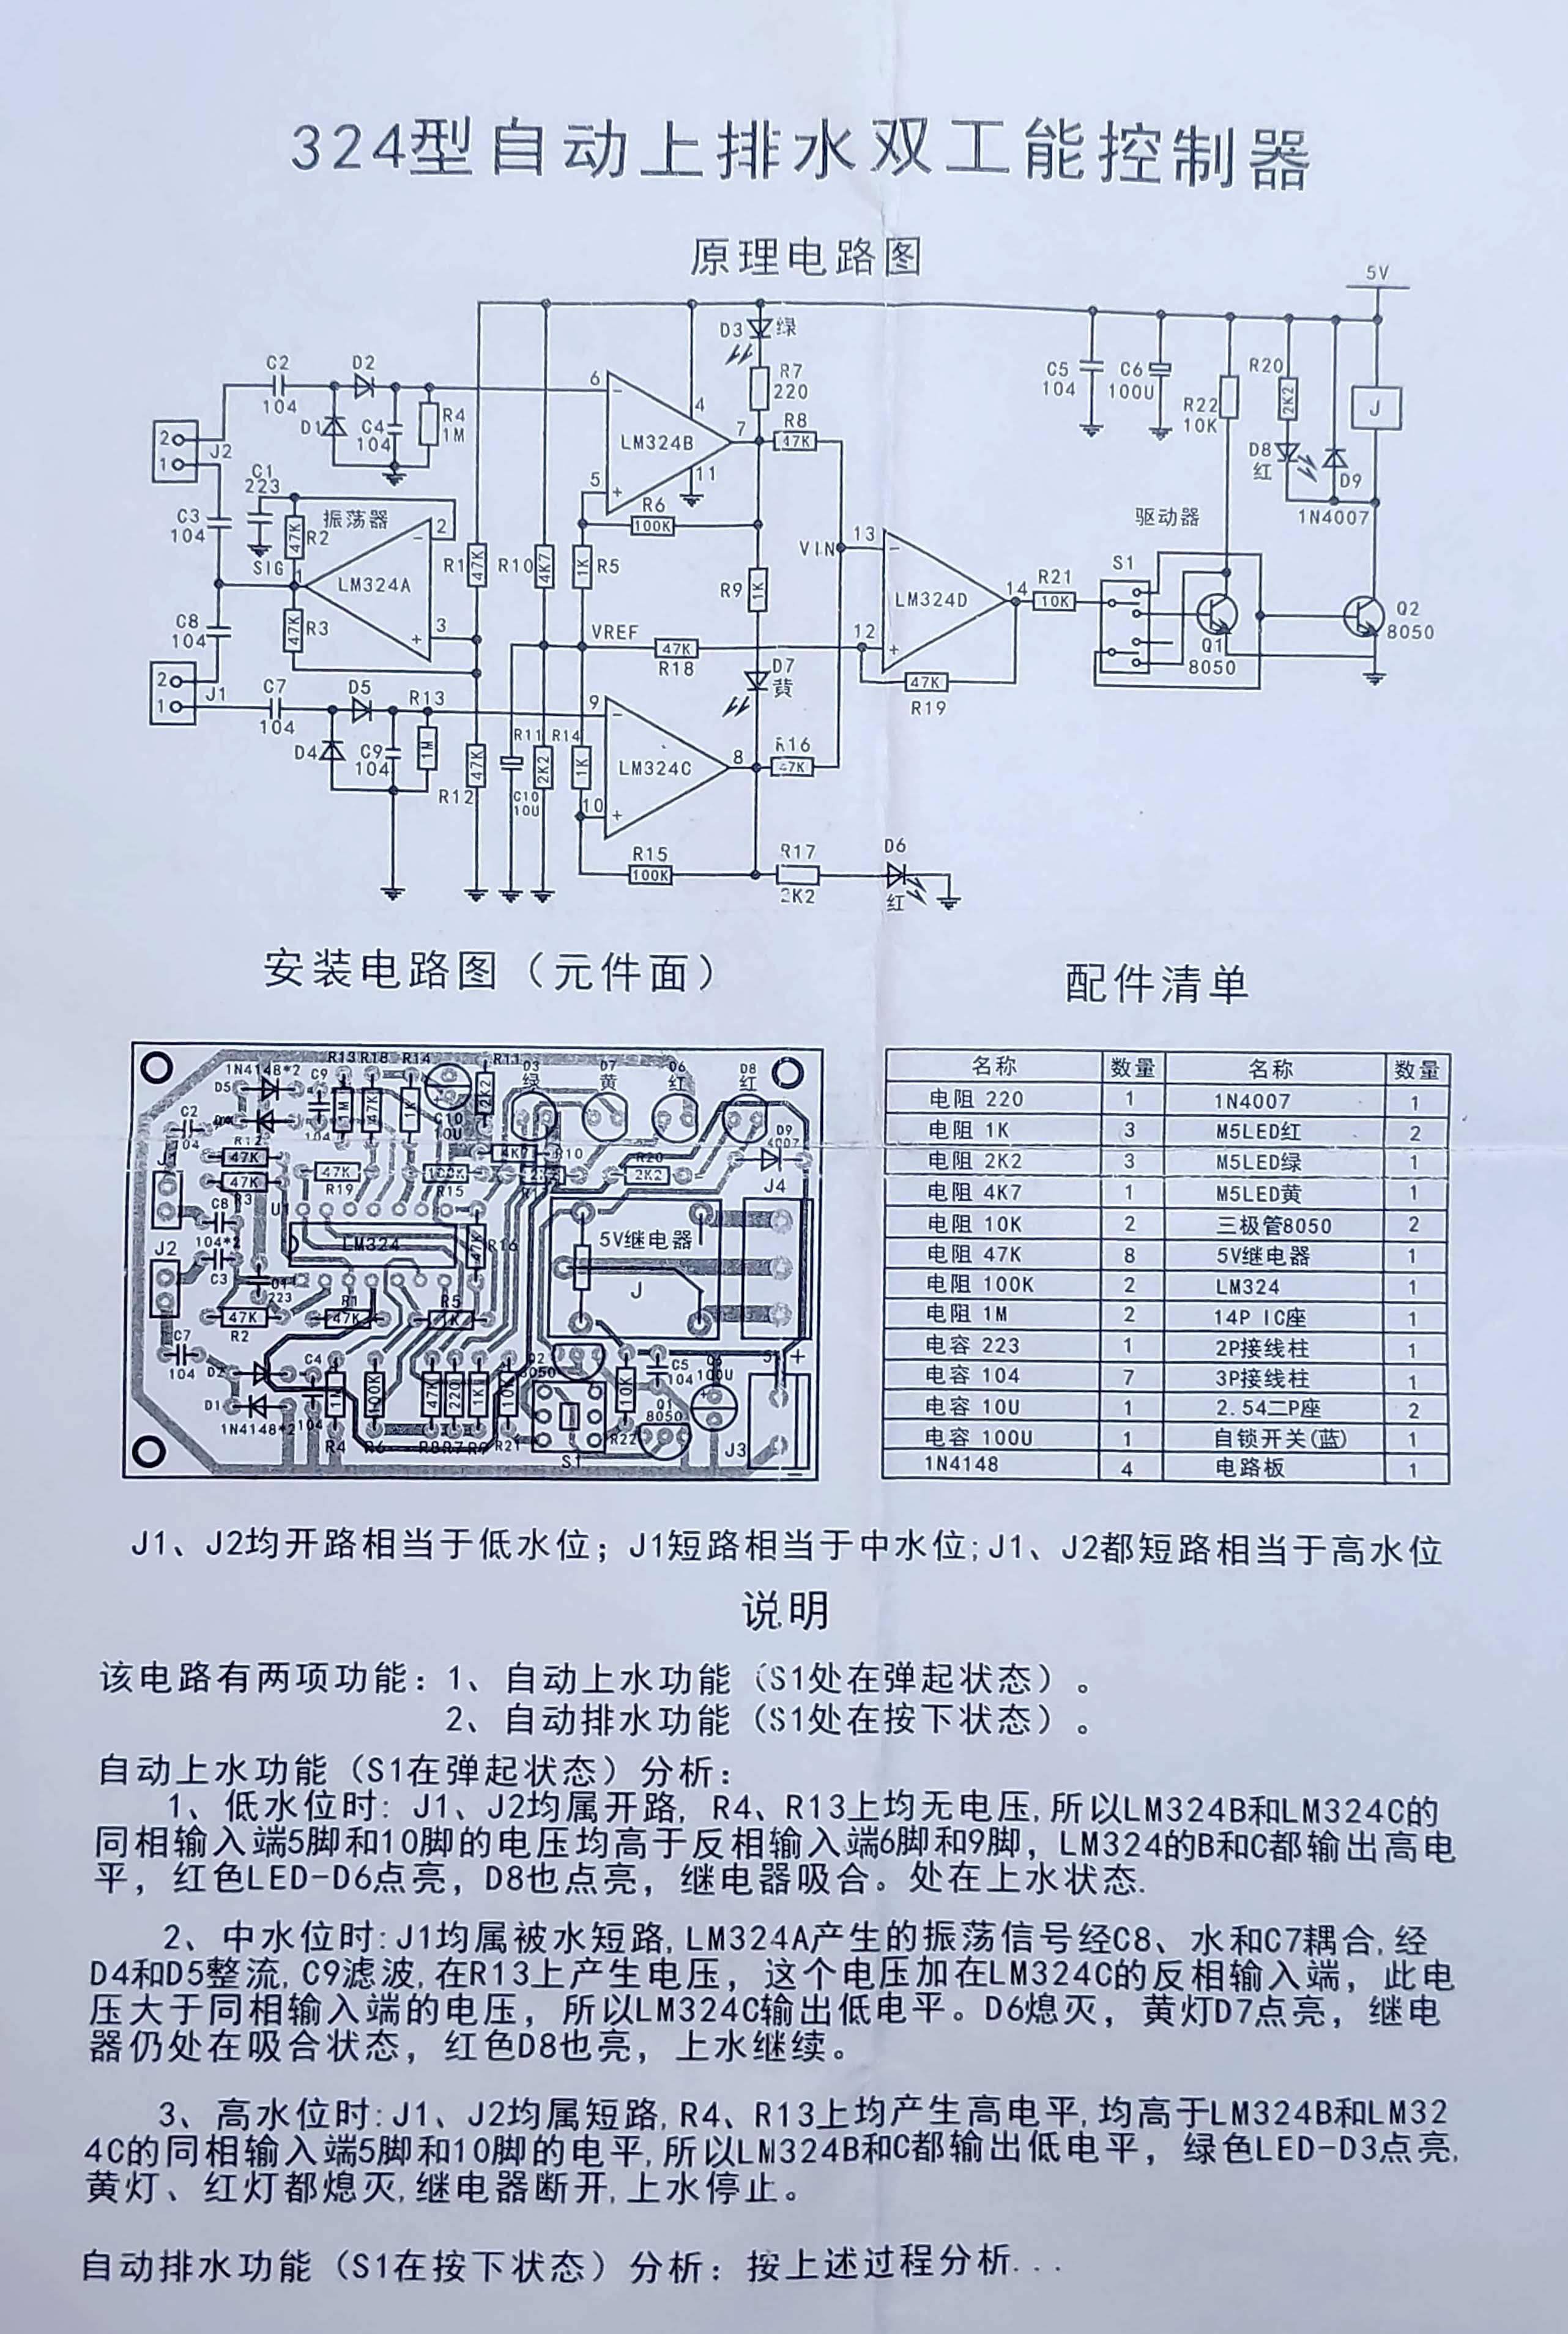 324型自动上排水双工能控制器
原理电路图
5V
D3 绿
C2 104
D2
D1
C4 104
R4 1M
6
5
4
7
11
LM324B
R7 220
R8 47K
C5 104
C6 100U
R22 10K
R20 2K2
D8 红
D9
1N4007
J
2
1
J2
C1 223
C3 104
振荡器
47K R2
SIG 1
LM324A
2
3
47K R3
R1 47K
R10 4K7
1K R5
R6 100K
R9 1K
VIN
13
12
14
LM324D
R21 10K
驱动器
S1
Q1 8050
Q2 8050
C8 104
2
1
J1
C7 104
D5
D4
C9 104
R13 1M
VREF
47K R18
D7 黄
47K R19
R12 47K
C10 10U
R11 2K2
R14 1K
9
10
8
LM324C
R16 47K
R15 100K
R17 2K2
D6 红
安装电路图（元件面）
配件清单
R13 R18 R14 R11
1N4148*2
D5
C9
D3 绿
D7 黄
D6 红
D8 红
1M 47K 1K
2K2
C2
104
10U
D9
4007
R12
47K
47K
R3
47K
R19
R15
4K7 R10
R20
2K2
J4
C8
104*2
C3
J2
LM324
47K R16
5V继电器
J
223
R1
47K
R5
1K
47K
R2
C7
104
D2
D1
1N4148*2
C4
104
R4
100K
R6
47K 220 1K 10K
R8 R7 R9 R21
8050
S1
10K
R22
C5
104
100U
Q1
8050
J3
名称 数量 名称 数量
电阻 220 1 1N4007 1
电阻 1K 3 M5LED红 2
电阻 2K2 3 M5LED绿 1
电阻 4K7 1 M5LED黄 1
电阻 10K 2 三极管8050 2
电阻 47K 8 5V继电器 1
电阻 100K 2 LM324 1
电阻 1M 2 14P IC座 1
电容 223 1 2P接线柱 1
电容 104 7 3P接线柱 1
电容 10U 1 2.54二P座 2
电容 100U 1 自锁开关(蓝) 1
1N4148 4 电路板 1
J1、J2均开路相当于低水位；J1短路相当于中水位;J1、J2都短路相当于高水位
说明
该电路有两项功能：1、自动上水功能（S1处在弹起状态）。
2、自动排水功能（S1处在按下状态）。
自动上水功能（S1在弹起状态）分析：
1、低水位时: J1、J2均属开路, R4、R13上均无电压,所以LM324B和LM324C的
同相输入端5脚和10脚的电压均高于反相输入端6脚和9脚，LM324的B和C都输出高电
平，红色LED-D6点亮，D8也点亮，继电器吸合。处在上水状态.
2、中水位时:J1均属被水短路,LM324A产生的振荡信号经C8、水和C7耦合,经
D4和D5整流,C9滤波,在R13上产生电压，这个电压加在LM324C的反相输入端，此电
压大于同相输入端的电压，所以LM324C输出低电平。D6熄灭，黄灯D7点亮，继电
器仍处在吸合状态，红色D8也亮，上水继续。
3、高水位时:J1、J2均属短路,R4、R13上均产生高电平,均高于LM324B和LM32
4C的同相输入端5脚和10脚的电平,所以LM324B和C都输出低电平，绿色LED-D3点亮,
黄灯、红灯都熄灭,继电器断开,上水停止。
自动排水功能（S1在按下状态）分析：按上述过程分析...